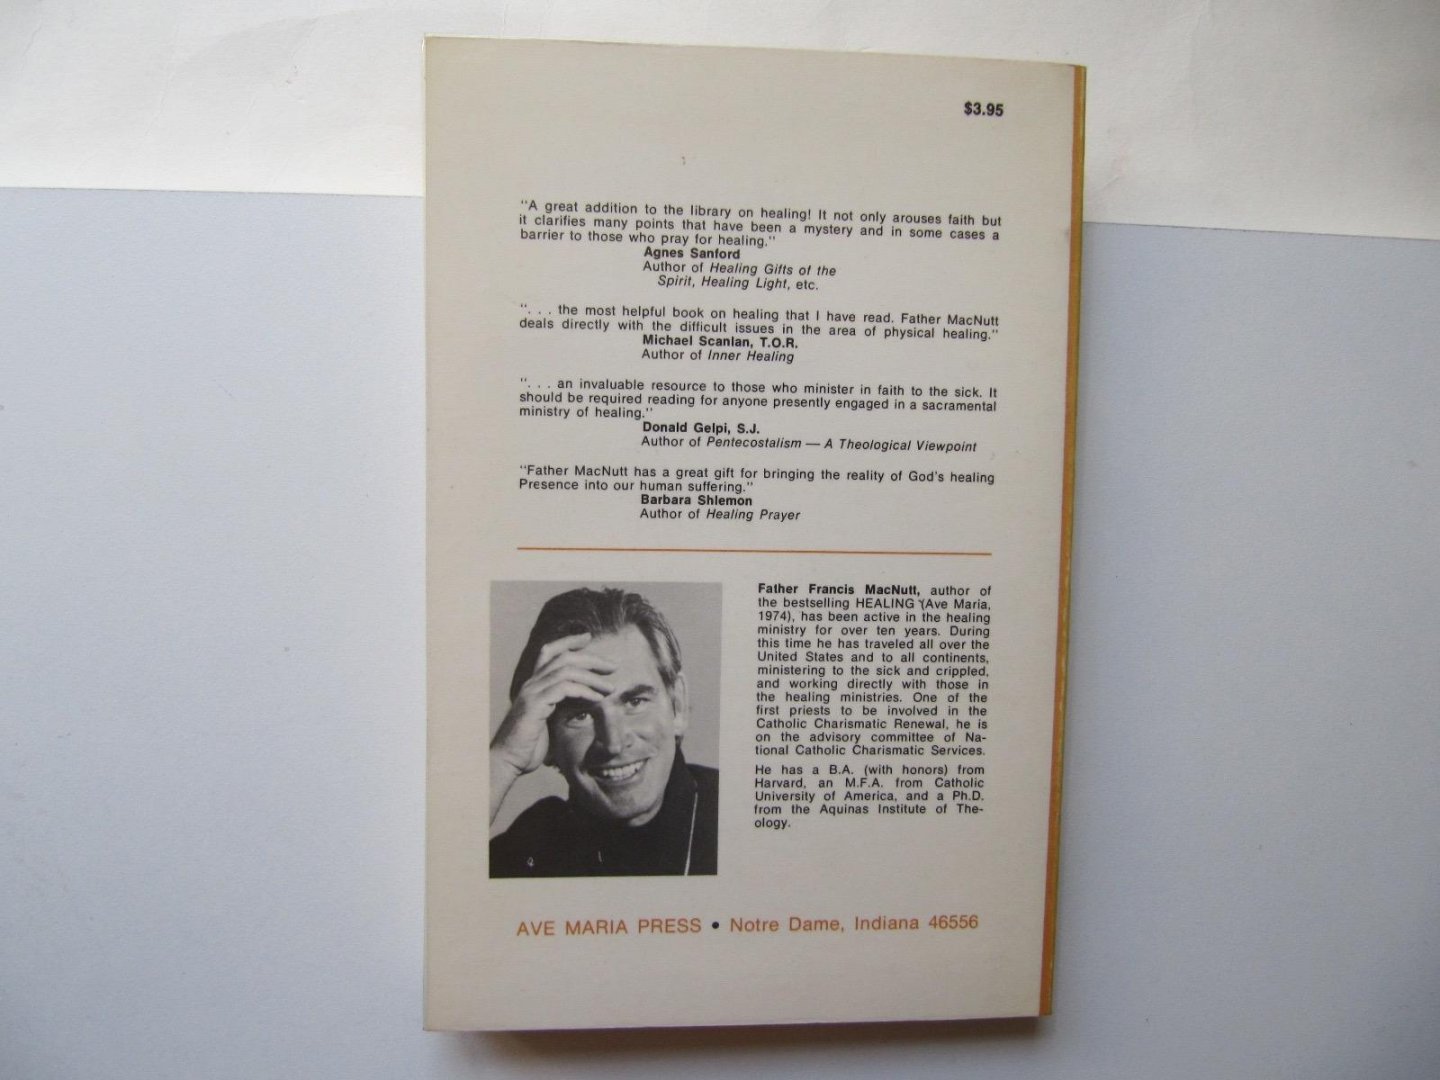 $3.95
"A great addition to the library on healing! It not only arouses faith but
it clarifies many points that have been a mystery and in some cases a
barrier to those who pray for healing."
Agnes Sanford
Author of Healing Gifts of the
Spirit, Healing Light, etc.
". . . the most helpful book on healing that I have read. Father MacNutt
deals directly with the difficult issues in the area of physical healing."
Michael Scanlan, T.O.R.
Author of Inner Healing
". . . an invaluable resource to those who minister in faith to the sick. It
should be required reading for anyone presently engaged in a sacramental
ministry of healing."
Donald Gelpi, S.J.
Author of Pentecostalism — A Theological Viewpoint
"Father MacNutt has a great gift for bringing the reality of God's healing
Presence into our human suffering."
Barbara Shlemon
Author of Healing Prayer
Father Francis MacNutt, author of
the bestselling HEALING (Ave Maria,
1974), has been active in the healing
ministry for over ten years. During
this time he has traveled all over the
United States and to all continents,
ministering to the sick and crippled,
and working directly with those in
the healing ministries. One of the
first priests to be involved in the
Catholic Charismatic Renewal, he is
on the advisory committee of Na-
tional Catholic Charismatic Services.
He has a B.A. (with honors) from
Harvard, an M.F.A. from Catholic
University of America, and a Ph.D.
from the Aquinas Institute of The-
ology.
AVE MARIA PRESS • Notre Dame, Indiana 46556